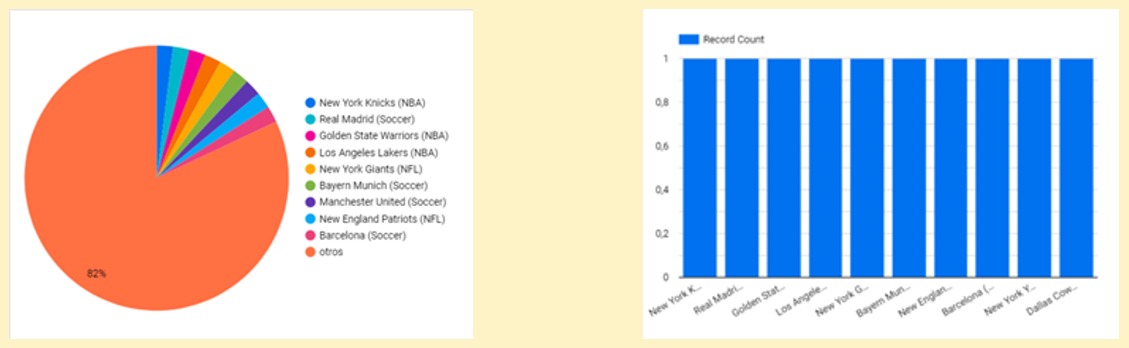 New York Knicks (NBA)
Real Madrid (Soccer)
Golden State Warriors (NBA)
Los Angeles Lakers (NBA)
New York Giants (NFL)
Bayern Munich (Soccer)
Manchester United (Soccer)
New England Patriots (NFL)
Barcelona (Soccer)
otros
82%
Record Count
1
0,8
0,6
0,4
0,2
0
New York K...
Real Madri...
Golden Stat...
Los Angele...
New York G...
Bayern Mun...
New Englan...
Barcelona (...
New York Y...
Dallas Cow...